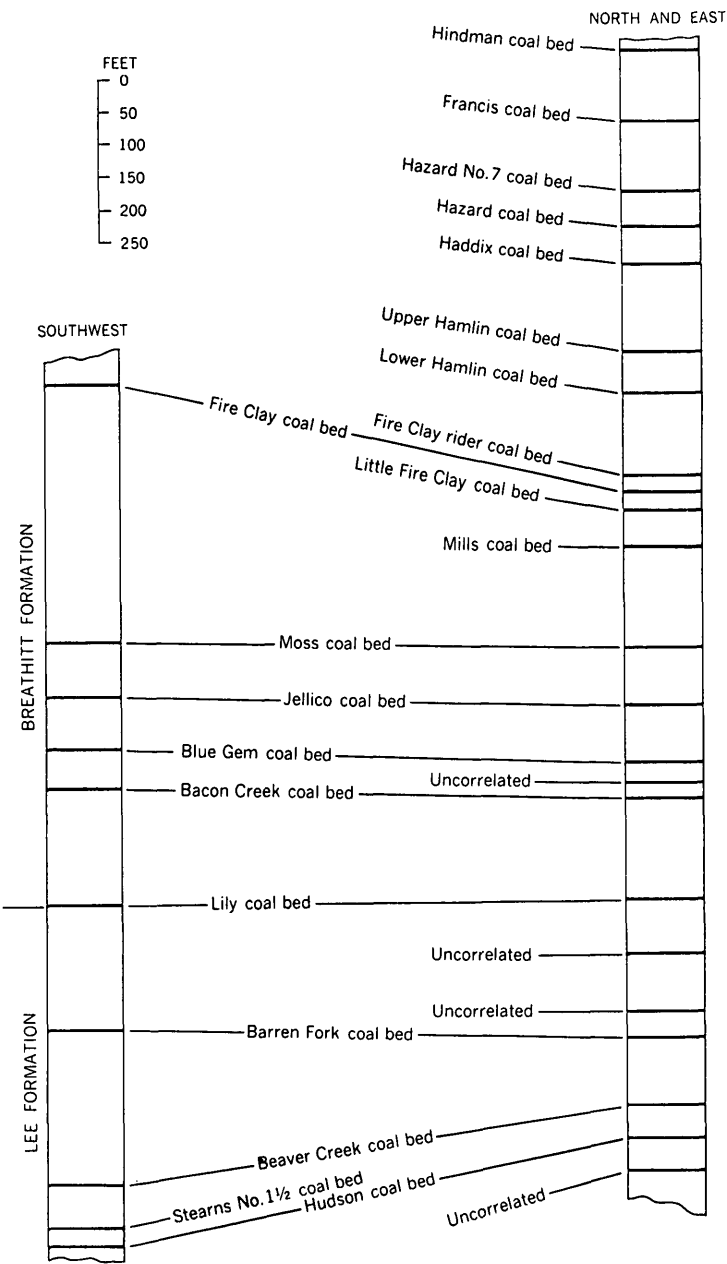 NORTH AND EAST
Hindman coal bed
FEET
0
50
100
150
200
250
Francis coal bed
Hazard No. 7 coal bed
Hazard coal bed
Haddix coal bed
SOUTHWEST
Upper Hamlin coal bed
Lower Hamlin coal bed
Fire Clay coal bed
Fire Clay rider coal bed
Little Fire Clay coal bed
Mills coal bed
BREATHITT FORMATION
Moss coal bed
Jellico coal bed
Blue Gem coal bed
Uncorrelated
Bacon Creek coal bed
Lily coal bed
Uncorrelated
Uncorrelated
LEE FORMATION
Barren Fork coal bed
Beaver Creek coal bed
Stearns No. 1½ coal bed
Hudson coal bed
Uncorrelated